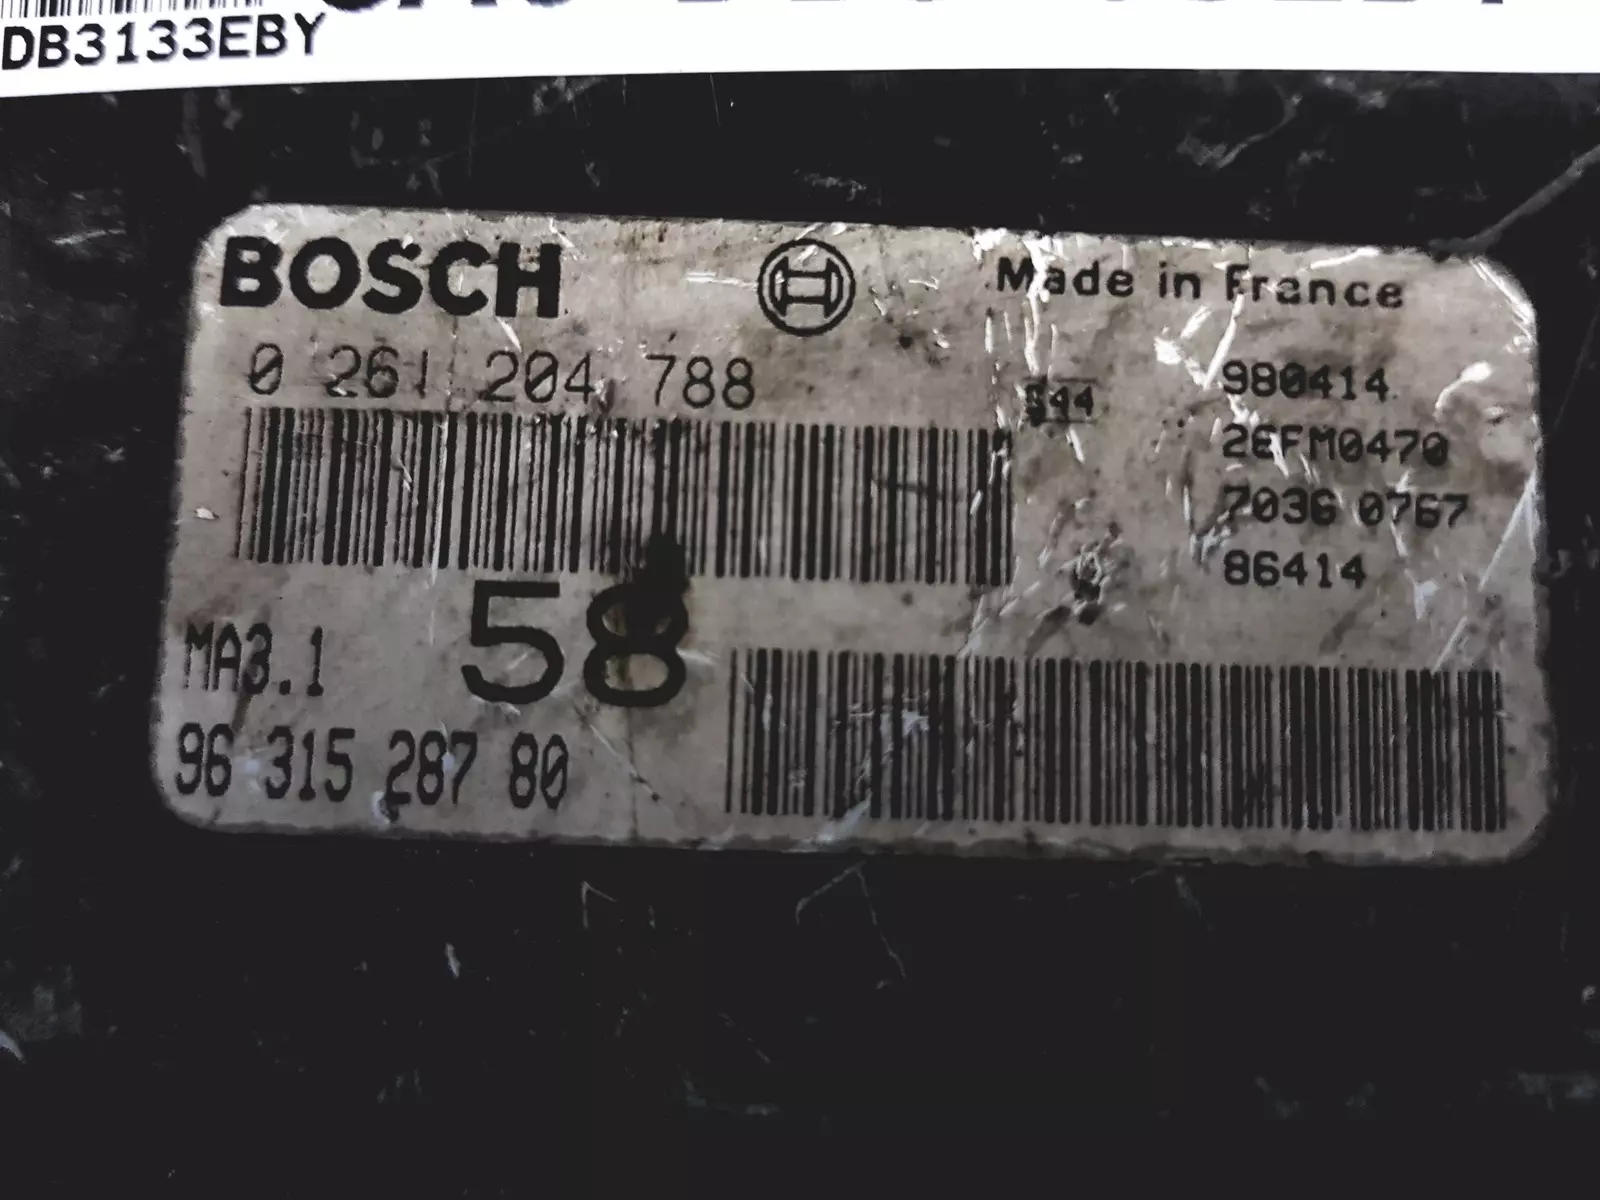 DB3133EBY
BOSCH
Made in France
0 261 204 788
980414
2EFM0470
7036 0767
86414
58
MA3.1
96 315 287 80